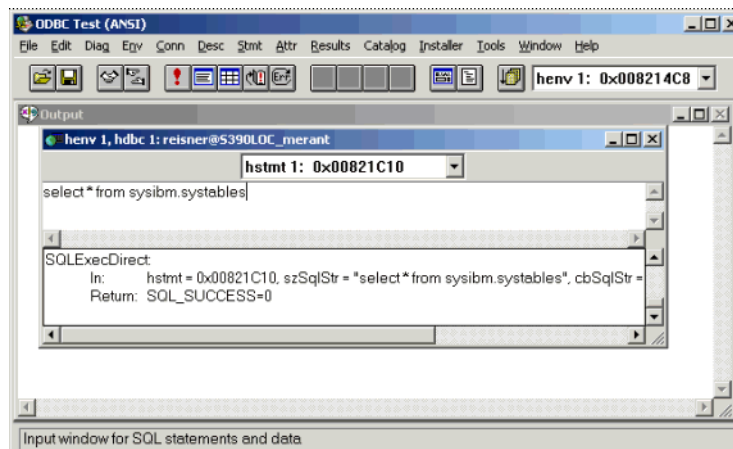 ODBC Test (ANSI)
File Edit Diag Env Conn Desc Stmt Attr Results Catalog Installer Tools Window Help
henv 1: 0x008214C8
Output
henv 1, hdbc 1: reisner@S390LOC_merant
hstmt 1: 0x00821C10
select * from sysibm.systables
SQLExecDirect:
In: hstmt = 0x00821C10, szSqlStr = "select * from sysibm.systables", cbSqlStr =
Return: SQL_SUCCESS=0
Input window for SQL statements and data